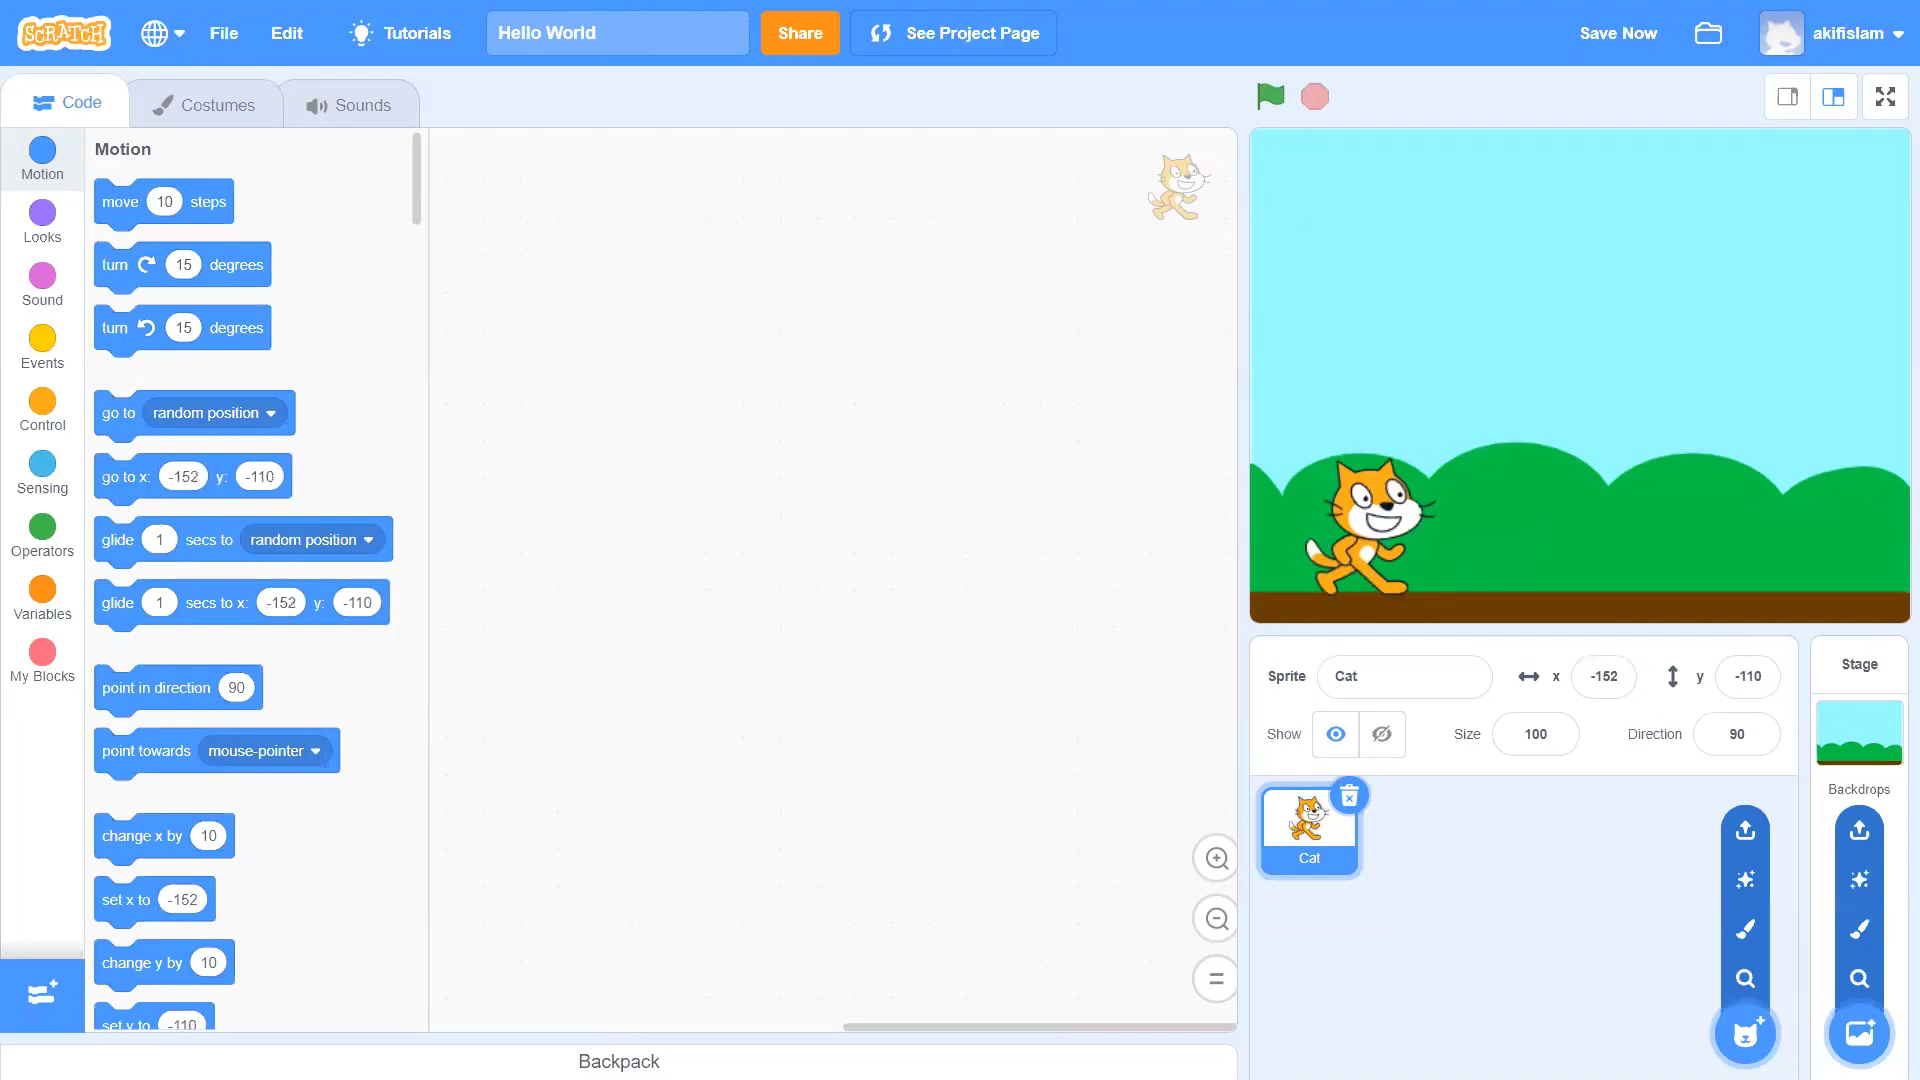 SCRATCH
File
Edit
Tutorials
Hello World
Share
See Project Page
Save Now
akifislam
Code
Costumes
Sounds
Motion
Looks
Sound
Events
Control
Sensing
Operators
Variables
My Blocks
Motion
move 10 steps
turn 15 degrees
turn 15 degrees
go to random position
go to x: -152 y: -110
glide 1 secs to random position
glide 1 secs to x: -152 y: -110
point in direction 90
point towards mouse-pointer
change x by 10
set x to -152
change y by 10
set y to -110
Backpack
Sprite Cat x -152 y -110
Show Size 100 Direction 90
Cat
Stage
Backdrops